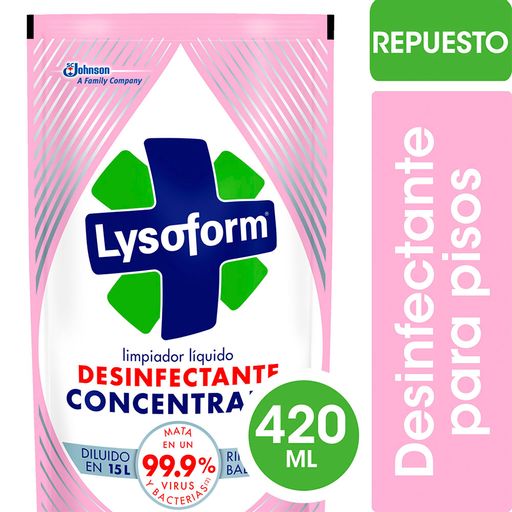 REPUESTO
SC Johnson
A Family Company
Lysoform®
limpiador líquido
DESINFECTANTE
DILUIDO
EN 15L
MATA
EN UN
99.9%
VIRUS
Y BACTERIAS
420
ML
Desinfectante
para pisos